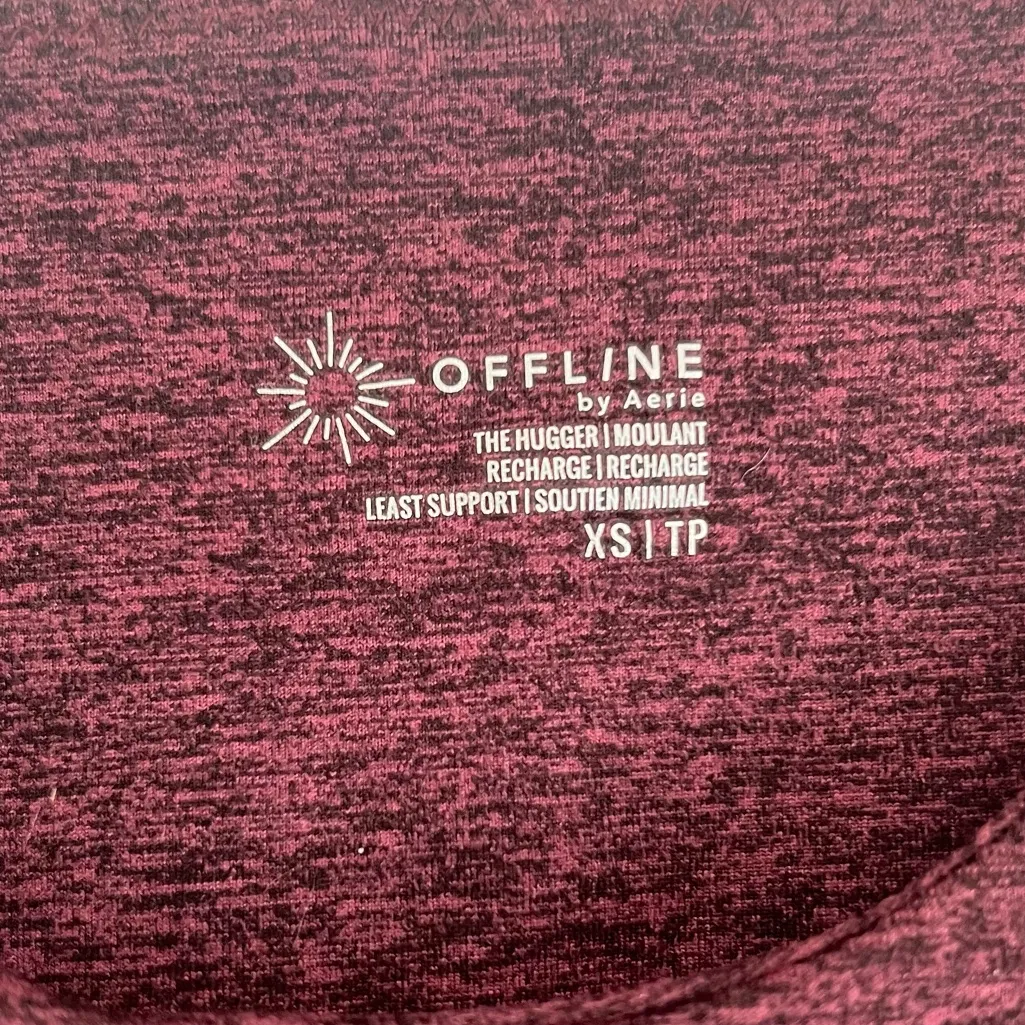 OFFLINE
by Aerie
THE HUGGER | MOULANT
RECHARGE | RECHARGE
LEAST SUPPORT | SOUTIEN MINIMAL
XS | TP